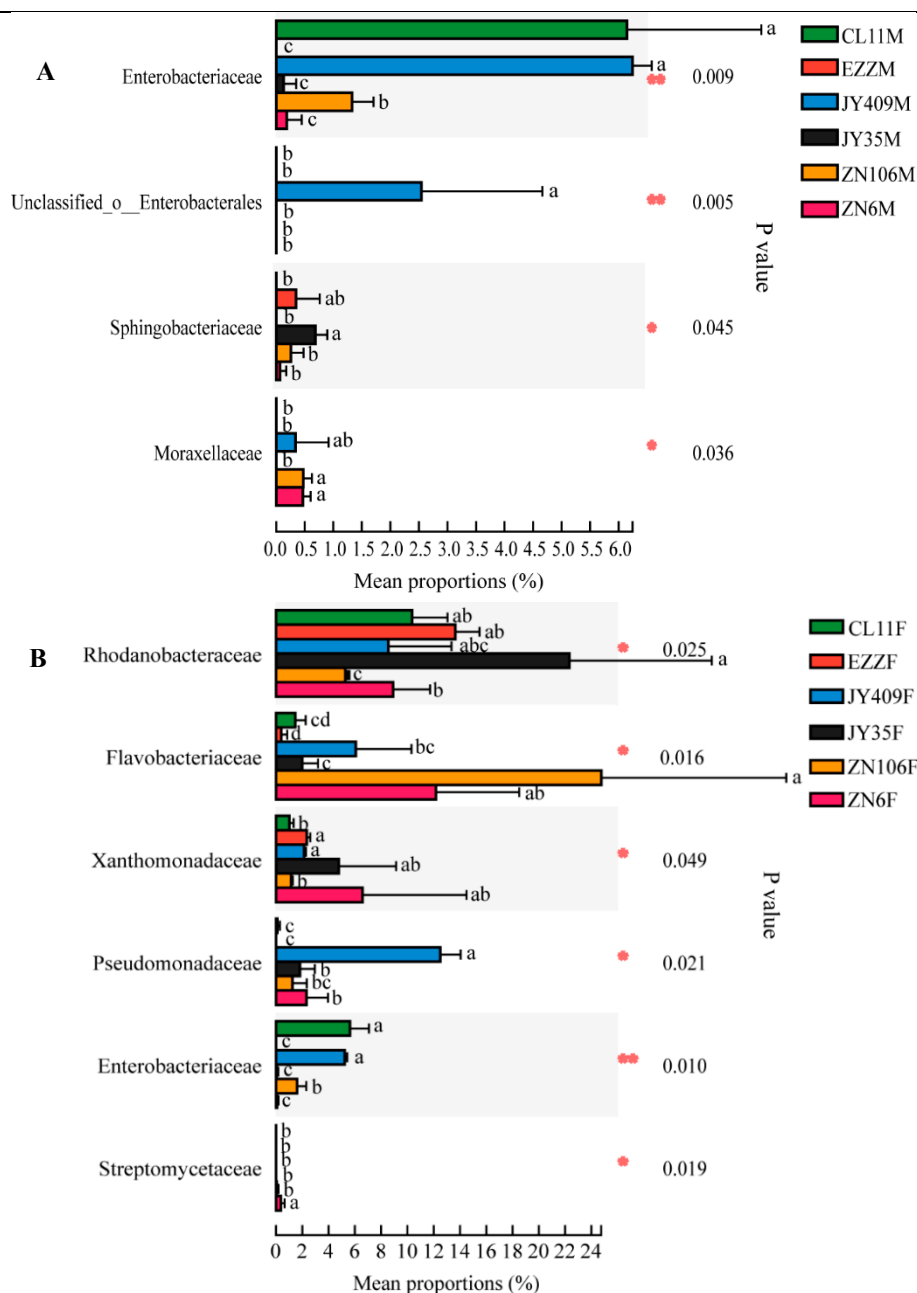 A
Enterobacteriaceae
a
c
a
c
b
c
0.009
Unclassified_o__Enterobacterales
b
b
a
b
b
b
0.005
Sphingobacteriaceae
b
ab
b
a
b
b
0.045
Moraxellaceae
b
b
ab
b
a
a
0.036
0.0 0.5 1.0 1.5 2.0 2.5 3.0 3.5 4.0 4.5 5.0 5.5 6.0
Mean proportions (%)
P value
CL11M
EZZM
JY409M
JY35M
ZN106M
ZN6M
B
Rhodanobacteraceae
ab
ab
abc
a
c
b
0.025
Flavobacteriaceae
cd
d
bc
c
a
ab
0.016
Xanthomonadaceae
b
a
a
ab
b
ab
0.049
Pseudomonadaceae
c
c
a
b
bc
b
0.021
Enterobacteriaceae
a
c
a
c
b
c
0.010
Streptomycetaceae
b
b
b
b
b
a
0.019
0 2 4 6 8 10 12 14 16 18 20 22 24
Mean proportions (%)
P value
CL11F
EZZF
JY409F
JY35F
ZN106F
ZN6F